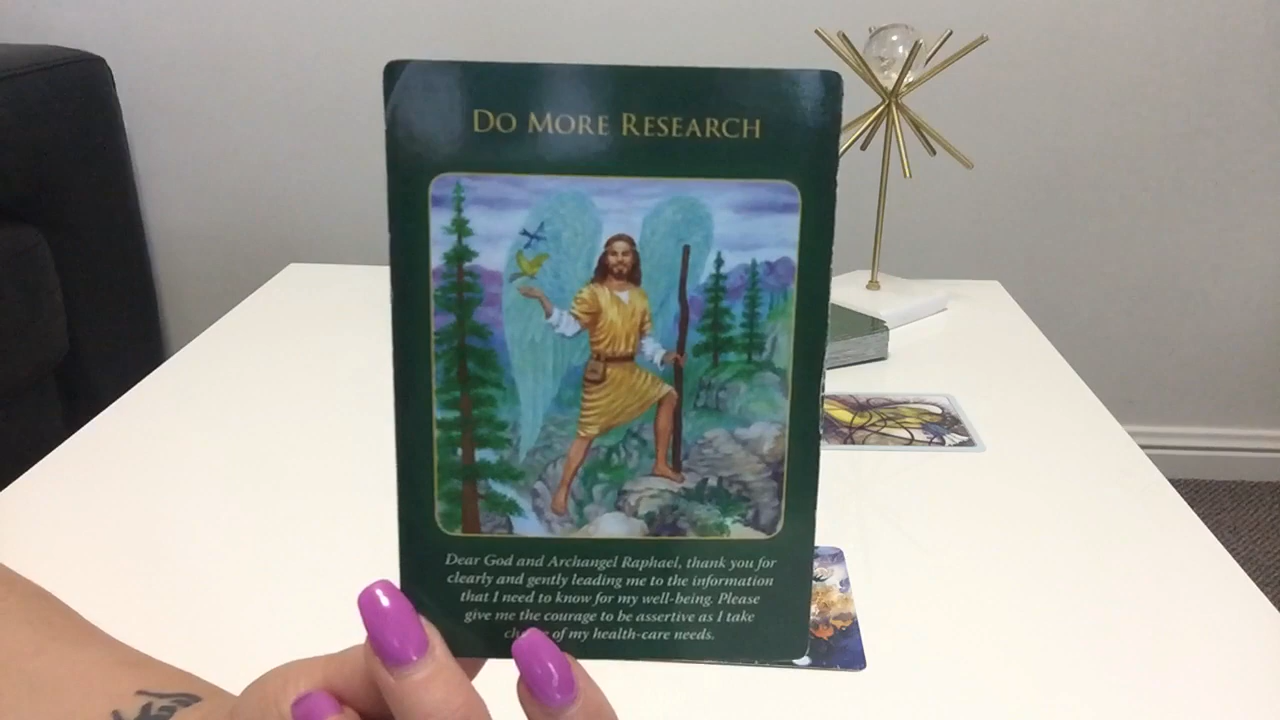 DO MORE RESEARCH
Dear God and Archangel Raphael, thank you for
clearly and gently leading me to the information
that I need to know for my well-being. Please
give me the courage to be assertive as I take
of my health-care needs.